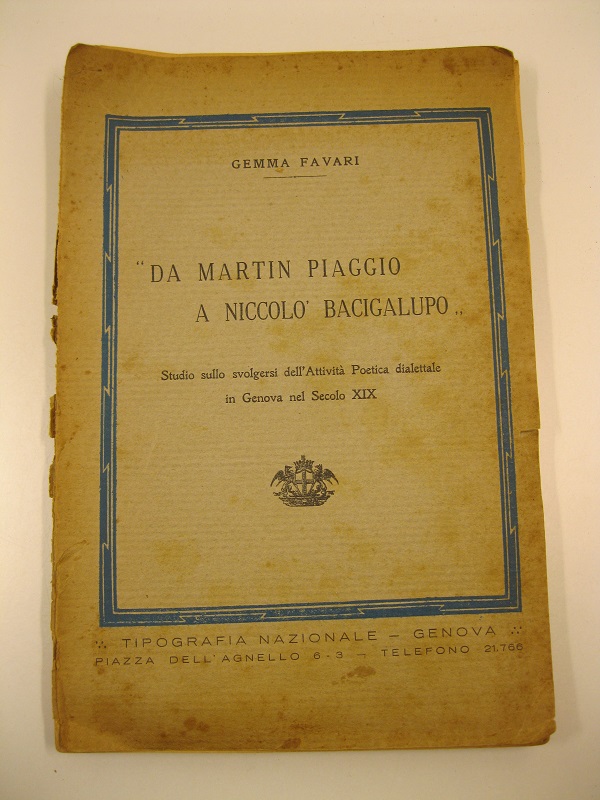 GEMMA FAVARI
“DA MARTIN PIAGGIO
A NICCOLO' BACIGALUPO „
Studio sullo svolgersi dell'Attività Poetica dialettale
in Genova nel Secolo XIX
TIPOGRAFIA NAZIONALE - GENOVA
PIAZZA DELL'AGNELLO 6-3 - TELEFONO 21.766